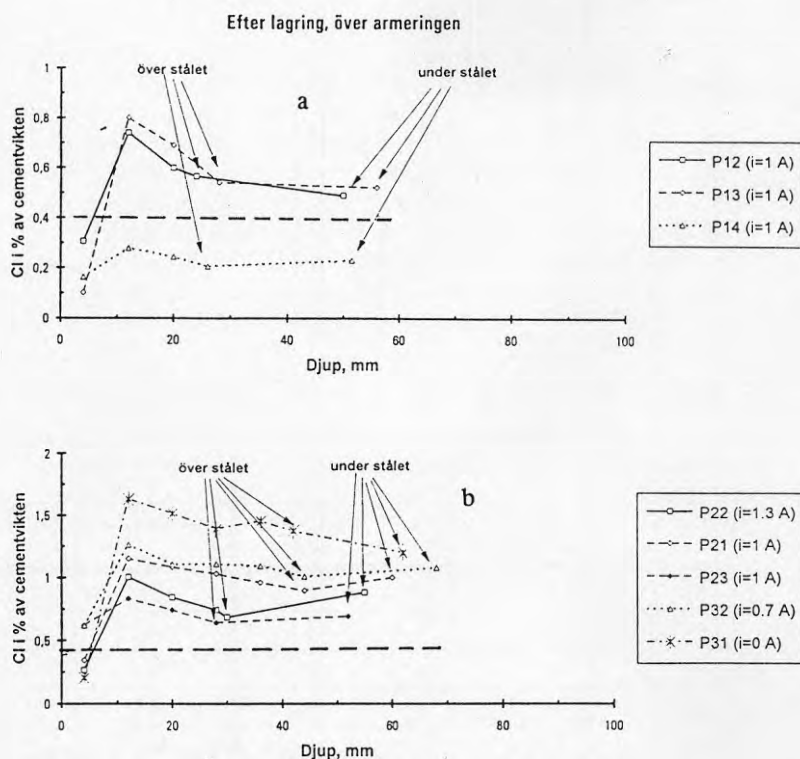 Efter lagring, över armeringen
Cl i % av cementvikten
1
0,8
0,6
0,4
0,2
0
över stålet
a
under stålet
0 20 40 60 80 100
Djup, mm
P12 (i=1 A)
P13 (i=1 A)
P14 (i=1 A)
Cl i % av cementvikten
2
1,5
1
0,5
0
över stålet
under stålet
b
0 20 40 60 80 100
Djup, mm
P22 (i=1.3 A)
P21 (i=1 A)
P23 (i=1 A)
P32 (i=0.7 A)
P31 (i=0 A)